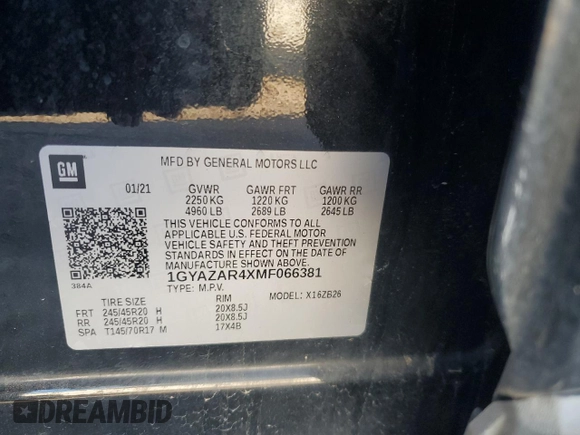 GM
MFD BY GENERAL MOTORS LLC
01/21 GVWR GAWR FRT GAWR RR
2250 KG 1220 KG 1200 KG
4960 LB 2689 LB 2645 LB
THIS VEHICLE CONFORMS TO ALL
APPLICABLE U.S. FEDERAL MOTOR
VEHICLE SAFETY AND THEFT PREVENTION
STANDARDS IN EFFECT ON THE DATE OF
MANUFACTURE SHOWN ABOVE.
384A
1GYAZAR4XMF066381
TYPE: M.P.V. MODEL: X16ZB26
TIRE SIZE RIM
FRT 245/45R20 H 20X8.5J
RR 245/45R20 H 20X8.5J
SPA T145/70R17 M 17X4B
DREAMBID